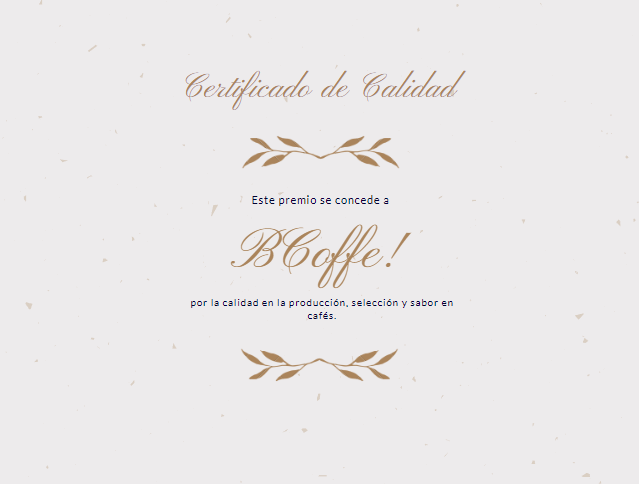 Certificado de Calidad
Este premio se concede a
BCoffe!
por la calidad en la producción, selección y sabor en
cafés.